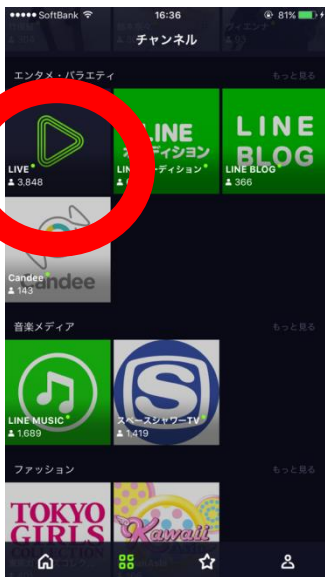 SoftBank 16:36 81%
チャンネル
エンタメ・バラエティ
もっと見る
LIVE
3,848
LINE
LINE BLOG
LINE BLOG
366
candee
Candee
143
音楽メディア
もっと見る
LINE MUSIC
1,689
S
スペースシャワーTV
1,419
ファッション
もっと見る
TOKYO
GIRLS
COLLECTION
Kawaii